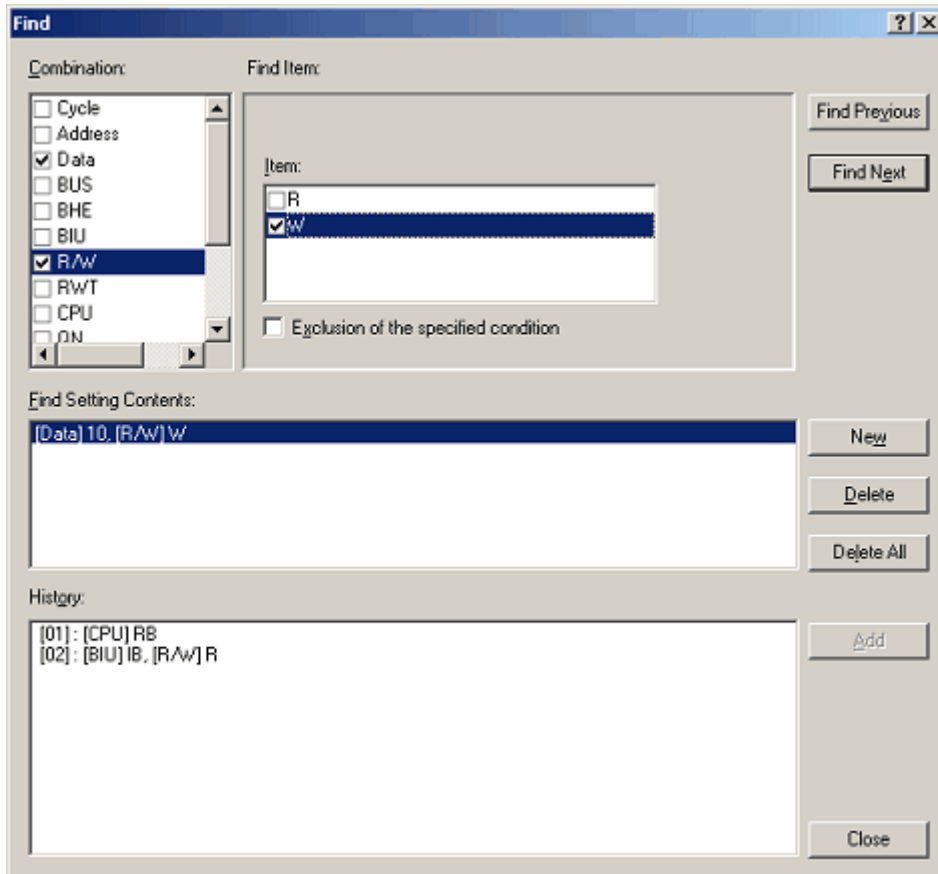 Find
Combination:
Find Item:
Cycle
Address
Data
BUS
BHE
BIU
R/W
RWT
CPU
QN
Item:
R
W
Exclusion of the specified condition
Find Previous
Find Next
Find Setting Contents:
[Data] 10, [R/W] W
New
Delete
Delete All
History:
[01] : [CPU] RB
[02] : [BIU] IB, [R/W] R
Add
Close